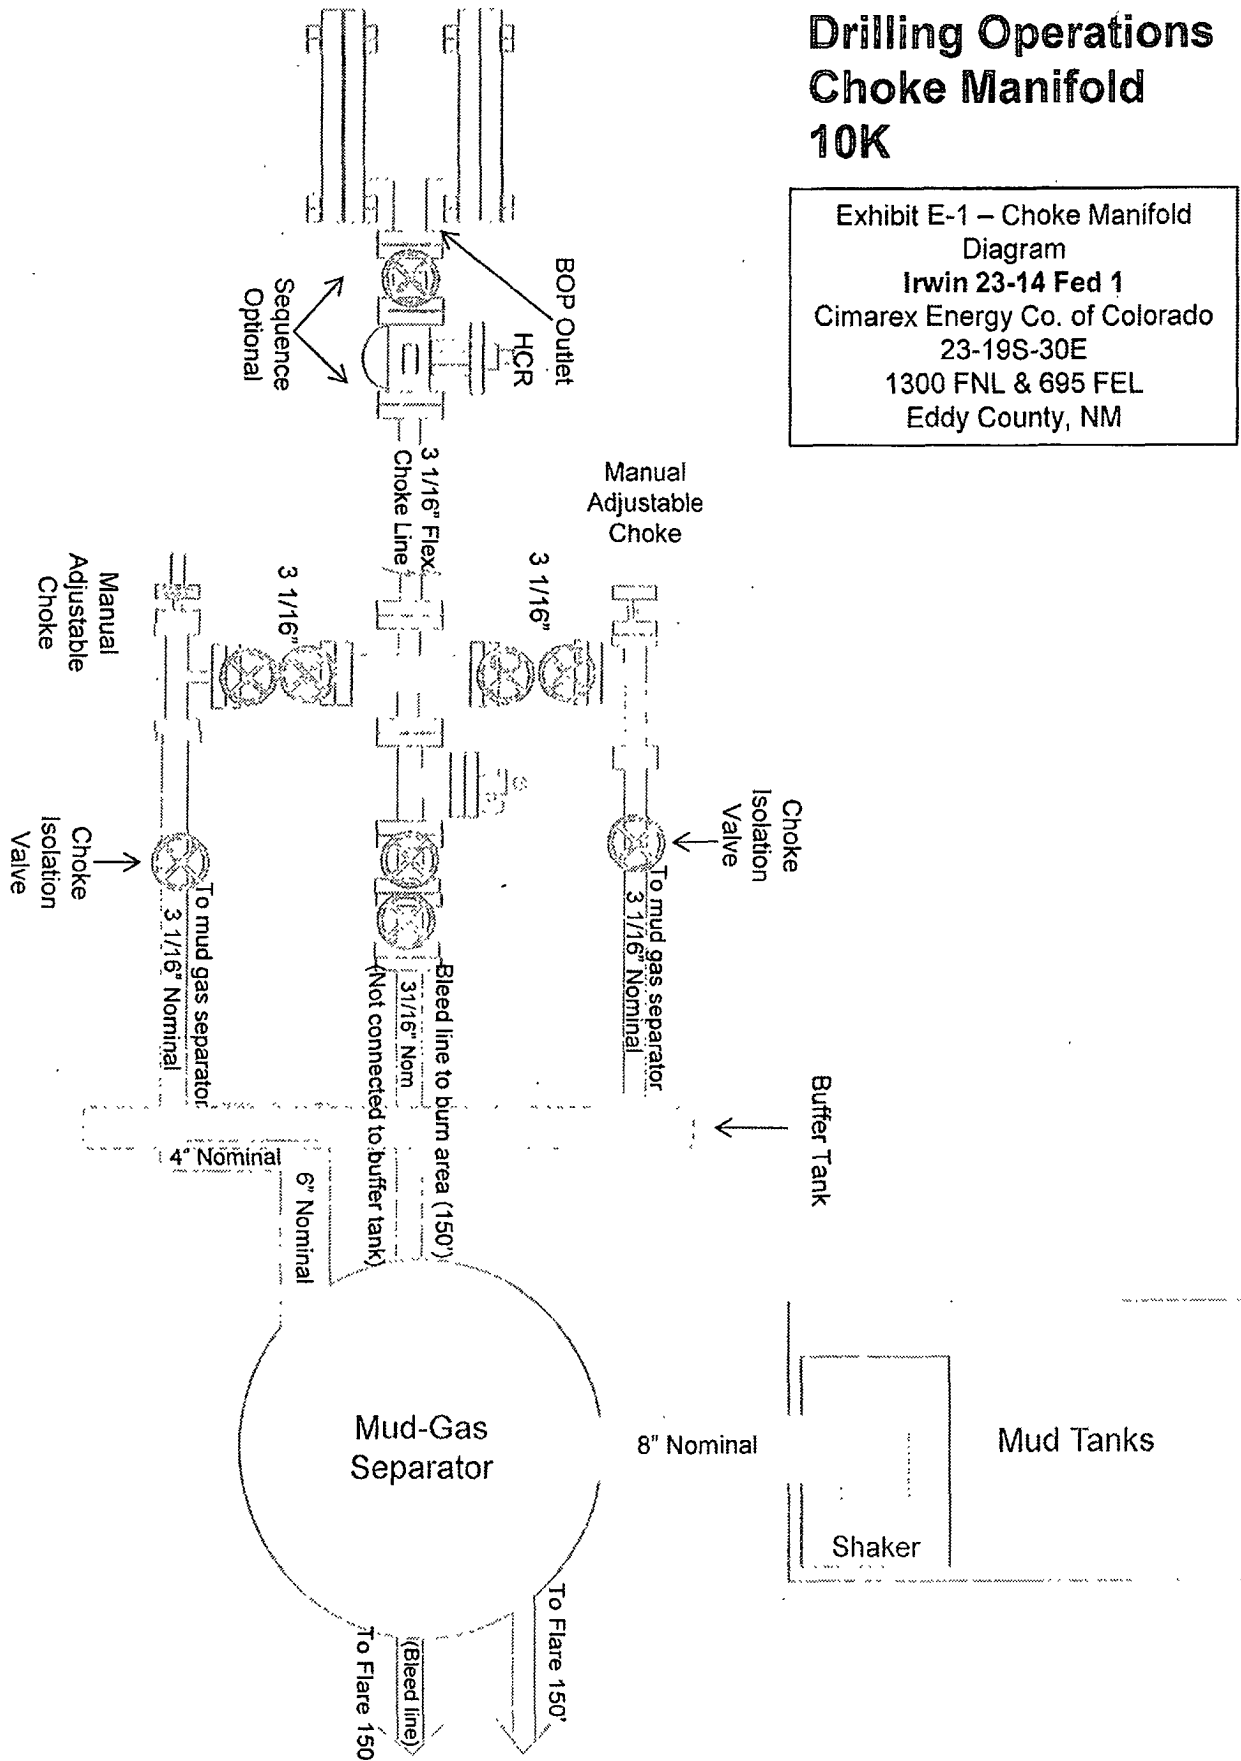 Drilling Operations
Choke Manifold
10K
Exhibit E-1 – Choke Manifold
Diagram
Irwin 23-14 Fed 1
Cimarex Energy Co. of Colorado
23-19S-30E
1300 FNL & 695 FEL
Eddy County, NM
BOP Outlet
HCR
Sequence
Optional
3 1/16" Flex
Choke Line
Manual
Adjustable
Choke
3 1/16"
3 1/16"
Manual
Adjustable
Choke
Choke
Isolation
Valve
Choke
Isolation
Valve
To mud gas separator
3 1/16" Nominal
Bleed line to burn area (150')
31/16" Nom
(Not connected to buffer tank)
To mud gas separator
3 1/16" Nominal
Buffer Tank
4" Nominal
6" Nominal
Mud-Gas
Separator
8" Nominal
Mud Tanks
Shaker
To Flare 150'
(Bleed line)
To Flare 150